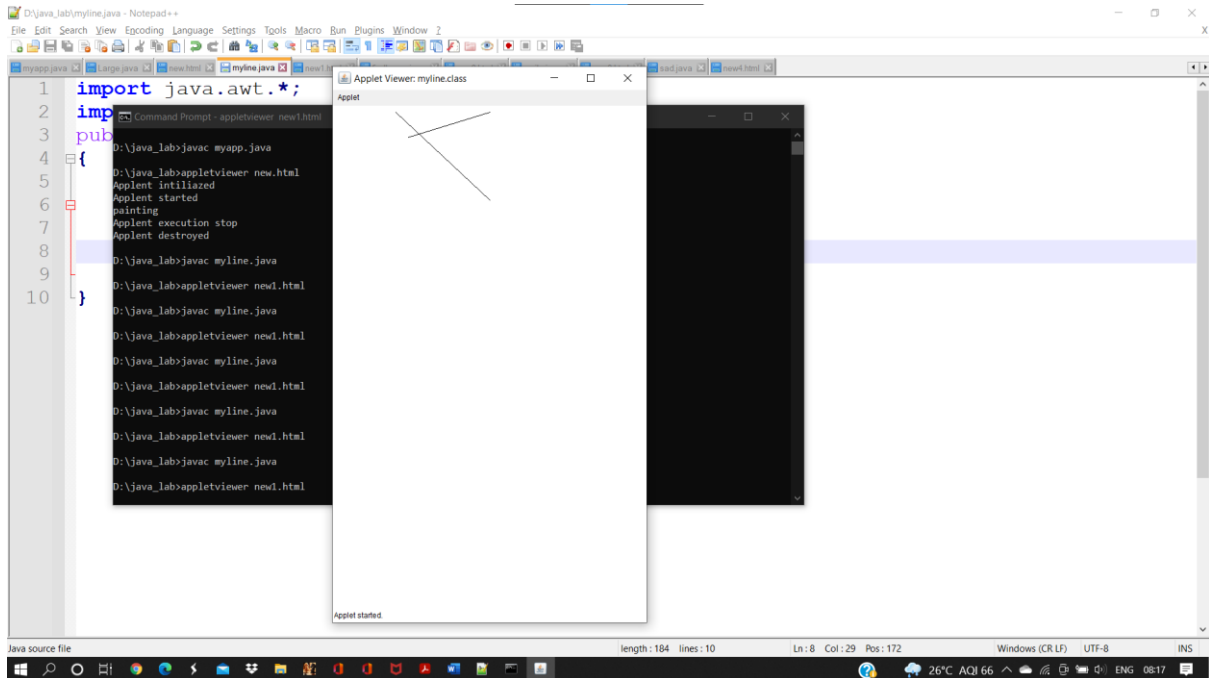 D:\java_lab\myline.java - Notepad++
File Edit Search View Encoding Language Settings Tools Macro Run Plugins Window ? X
myapp.java Large.java new.html myline.java new1.h sad.java new4.html
Applet Viewer: myline.class
Applet
1 import java.awt.*;
2 imp
3 pub
4 {
5
6
7
8
9
10 }
Command Prompt - appletviewer new1.html
D:\java_lab>javac myapp.java
D:\java_lab>appletviewer new.html
Applent intiliazed
Applent started
painting
Applent execution stop
Applent destroyed
D:\java_lab>javac myline.java
D:\java_lab>appletviewer new1.html
D:\java_lab>javac myline.java
D:\java_lab>appletviewer new1.html
D:\java_lab>javac myline.java
D:\java_lab>appletviewer new1.html
D:\java_lab>javac myline.java
D:\java_lab>appletviewer new1.html
D:\java_lab>javac myline.java
D:\java_lab>appletviewer new1.html
Applet started.
Java source file length : 184 lines : 10 Ln : 8 Col : 29 Pos : 172 Windows (CR LF) UTF-8 INS
26°C AQI 66 ENG 08:17